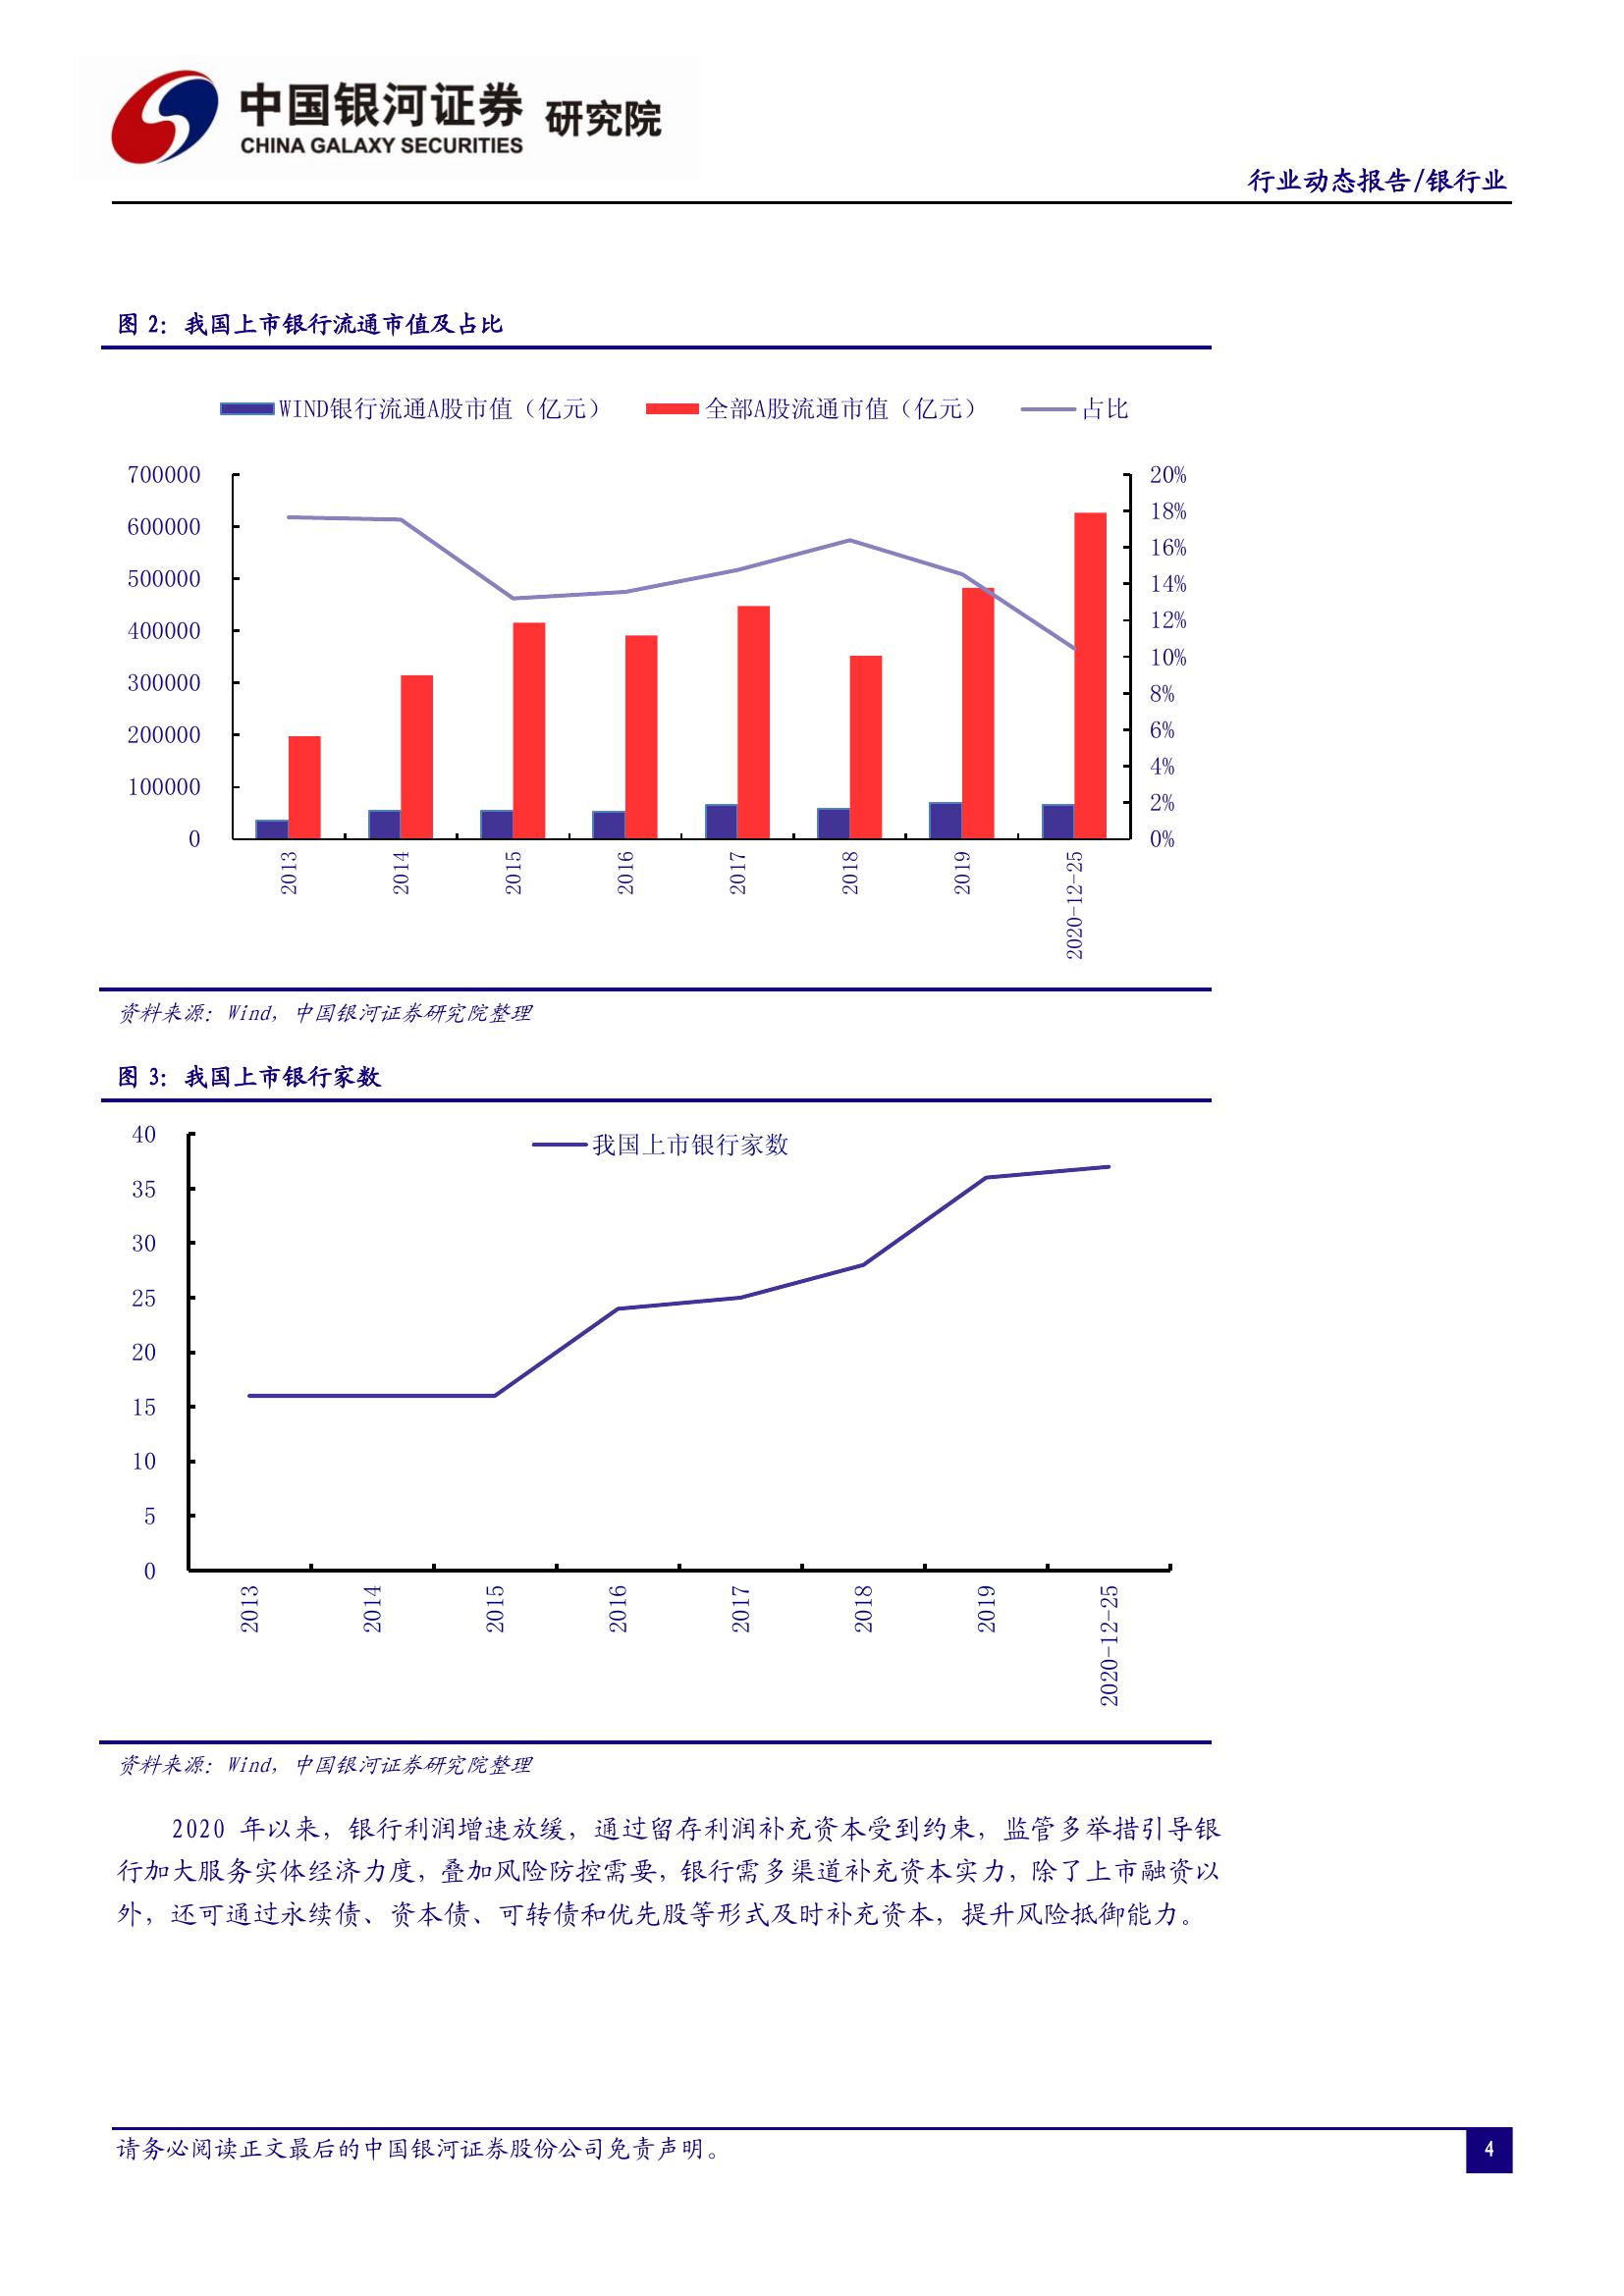 中国银河证券 研究院
CHINA GALAXY SECURITIES
行业动态报告/银行业
图 2：我国上市银行流通市值及占比
WIND银行流通A股市值（亿元） 全部A股流通市值（亿元） 占比
700000 20%
600000 18%
500000 16%
400000 14%
300000 12%
200000 10%
100000 8%
0 6%
4%
2%
0%
2013 2014 2015 2016 2017 2018 2019 2020-12-25
资料来源：Wind，中国银河证券研究院整理
图 3：我国上市银行家数
我国上市银行家数
40
35
30
25
20
15
10
5
0
2013 2014 2015 2016 2017 2018 2019 2020-12-25
资料来源：Wind，中国银河证券研究院整理
2020 年以来，银行利润增速放缓，通过留存利润补充资本受到约束，监管多举措引导银
行加大服务实体经济力度，叠加风险防控需要，银行需多渠道补充资本实力，除了上市融资以
外，还可通过永续债、资本债、可转债和优先股等形式及时补充资本，提升风险抵御能力。
请务必阅读正文最后的中国银河证券股份公司免责声明。
4